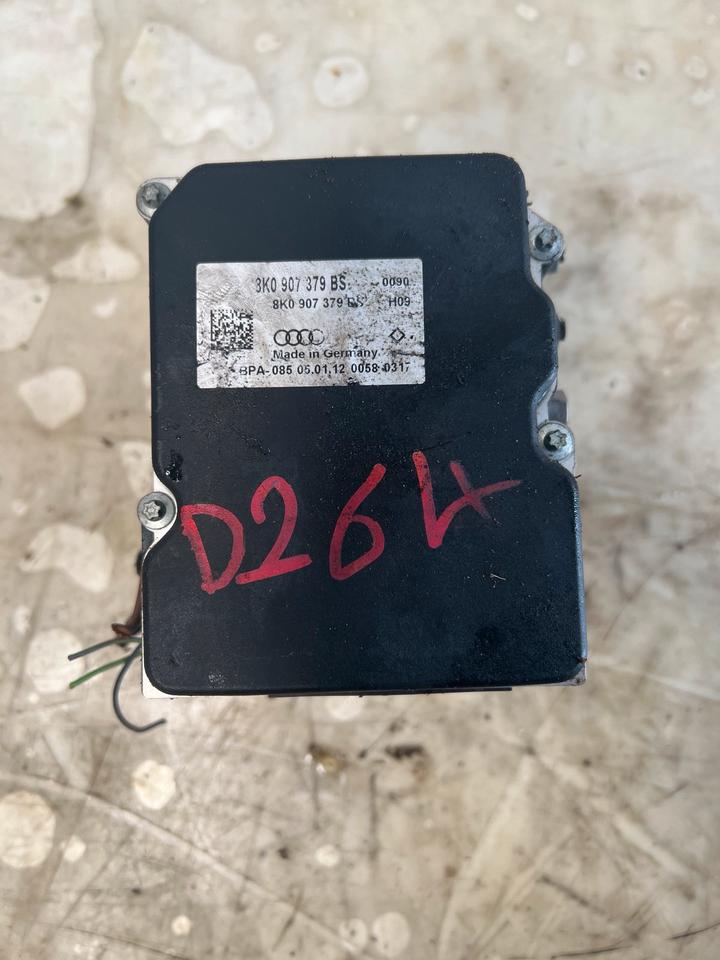 8K0 907 379 BS 0090
8K0 907 379 BS H09
Made in Germany
BPA-085 05.01.12 0058 0317
D264